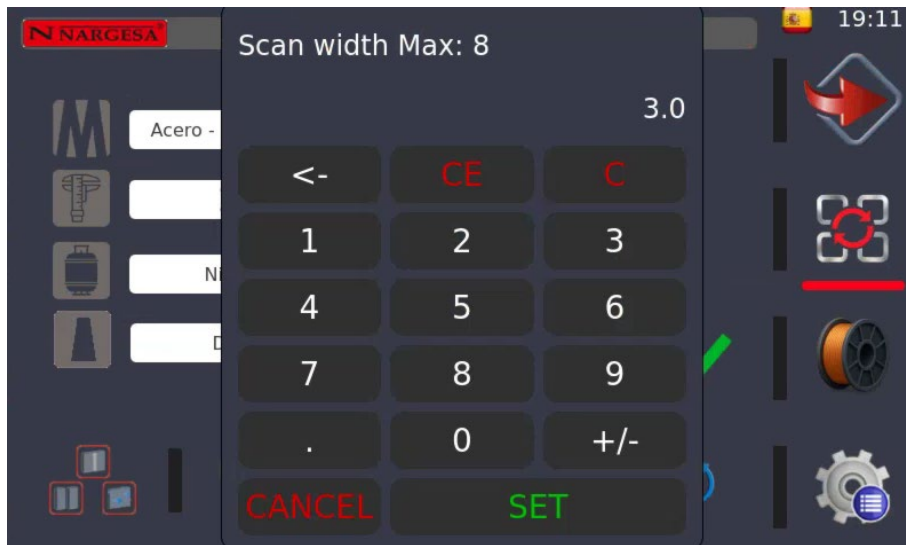 N NARGESA
19:11
Scan width Max: 8
3.0
Acero -
<- CE C
1 2 3
4 5 6
7 8 9
. 0 +/-
CANCEL SET